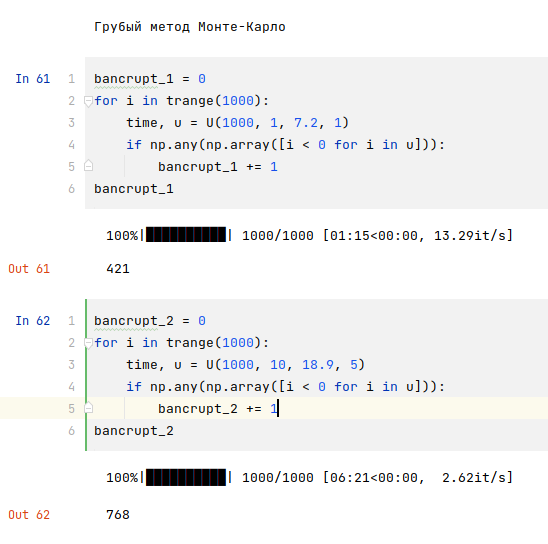 Грубый метод Монте-Карло
In 61 1 bancrupt_1 = 0
2 for i in trange(1000):
3 time, u = U(1000, 1, 7.2, 1)
4 if np.any(np.array([i < 0 for i in u])):
5 bancrupt_1 += 1
6 bancrupt_1
100%|██████████| 1000/1000 [01:15<00:00, 13.29it/s]
Out 61 421
In 62 1 bancrupt_2 = 0
2 for i in trange(1000):
3 time, u = U(1000, 10, 18.9, 5)
4 if np.any(np.array([i < 0 for i in u])):
5 bancrupt_2 += 1
6 bancrupt_2
100%|██████████| 1000/1000 [06:21<00:00, 2.62it/s]
Out 62 768